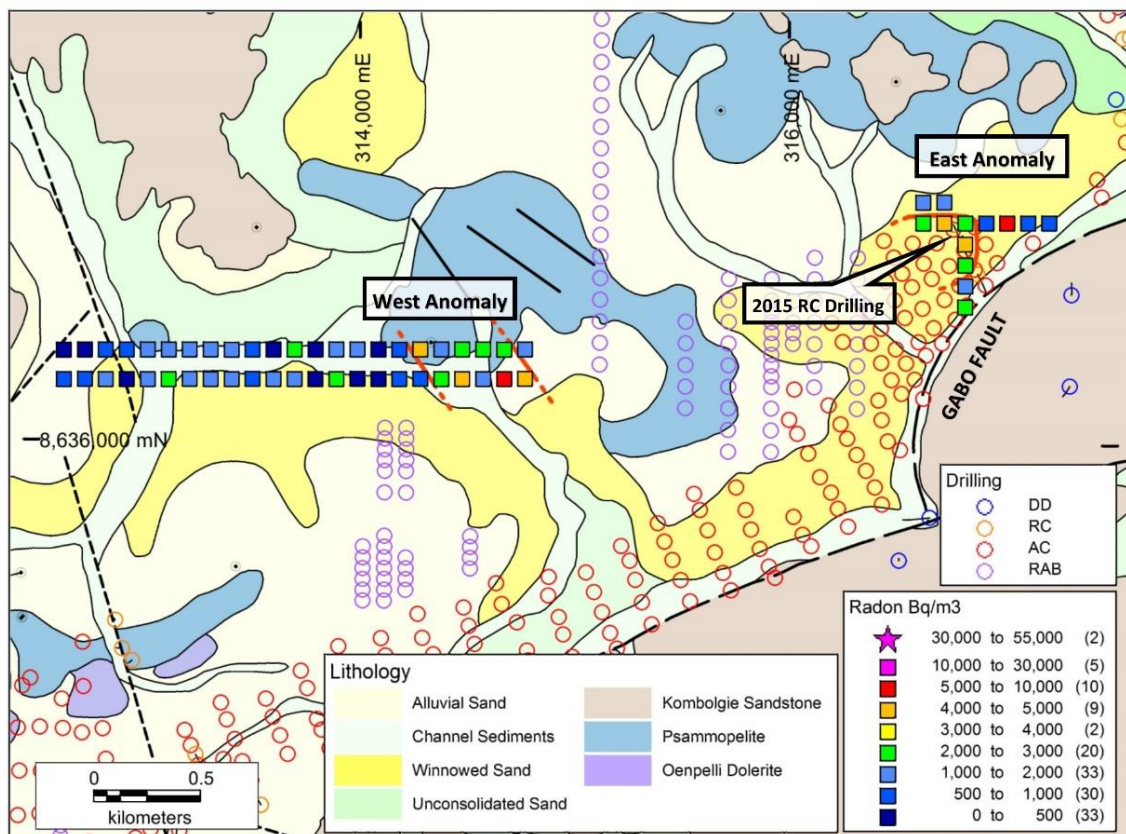 314,000 mE
316,000 mE
East Anomaly
West Anomaly
2015 RC Drilling
GABO FAULT
8,636,000 mN
Drilling
DD
RC
AC
RAB
Radon Bq/m3
30,000 to 55,000 (2)
10,000 to 30,000 (5)
5,000 to 10,000 (10)
4,000 to 5,000 (9)
3,000 to 4,000 (2)
2,000 to 3,000 (20)
1,000 to 2,000 (33)
500 to 1,000 (30)
0 to 500 (33)
Lithology
Alluvial Sand
Channel Sediments
Winnowed Sand
Unconsolidated Sand
Kombolgie Sandstone
Psammopelite
Oenpelli Dolerite
0 0.5
kilometers